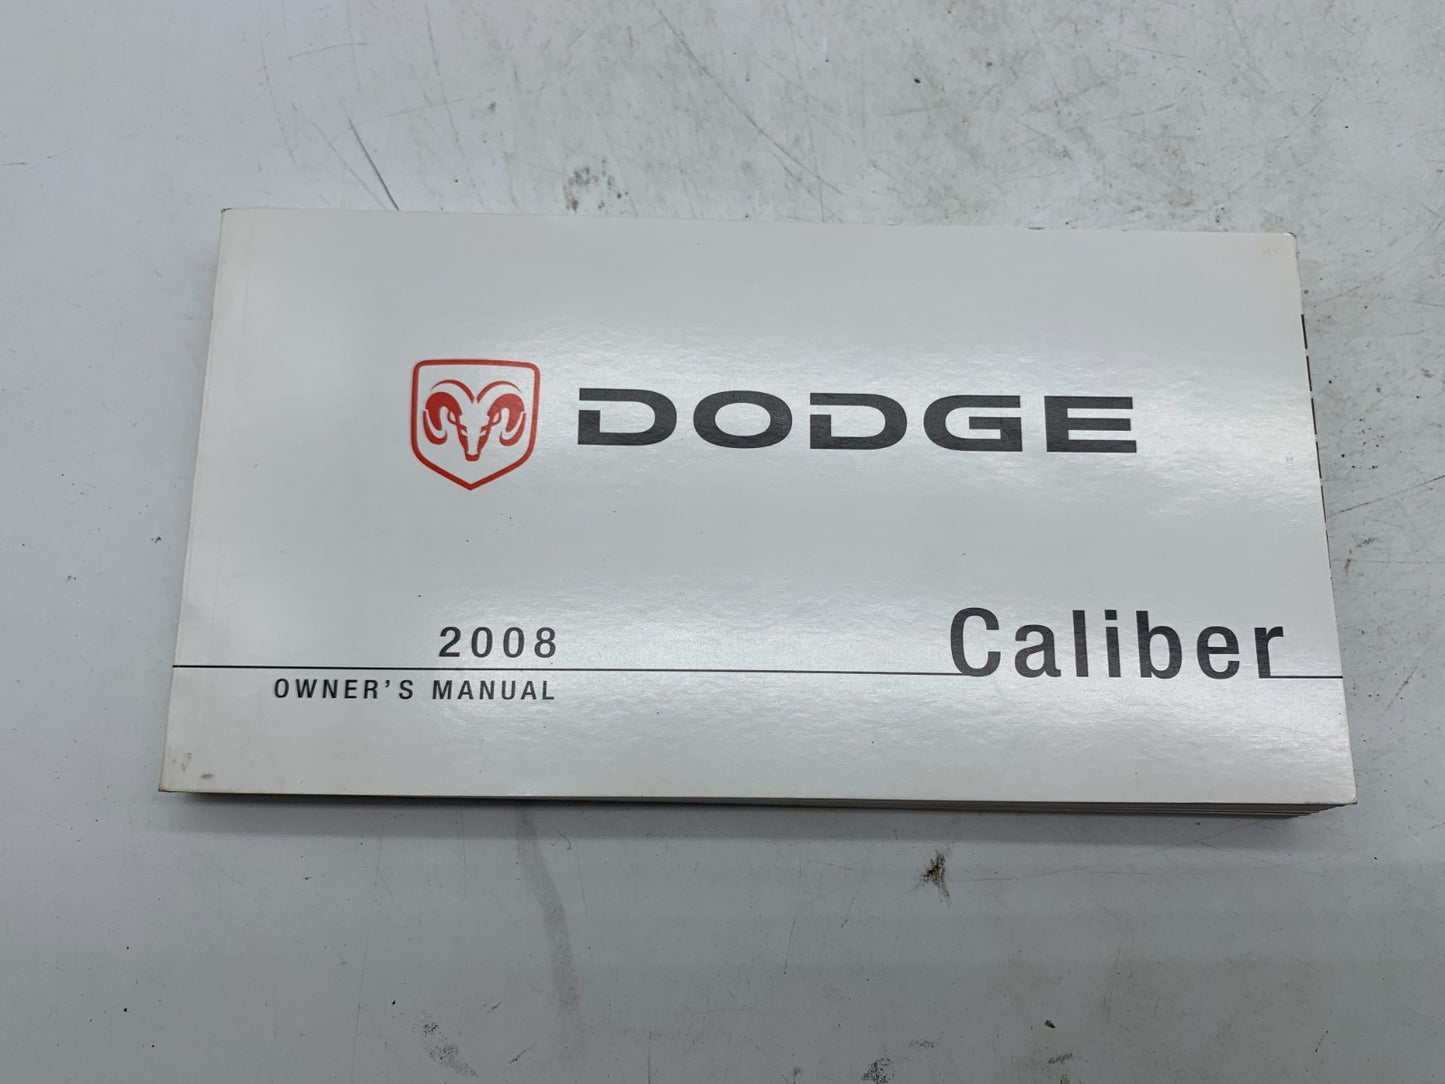 DODGE
2008
Caliber
OWNER'S MANUAL